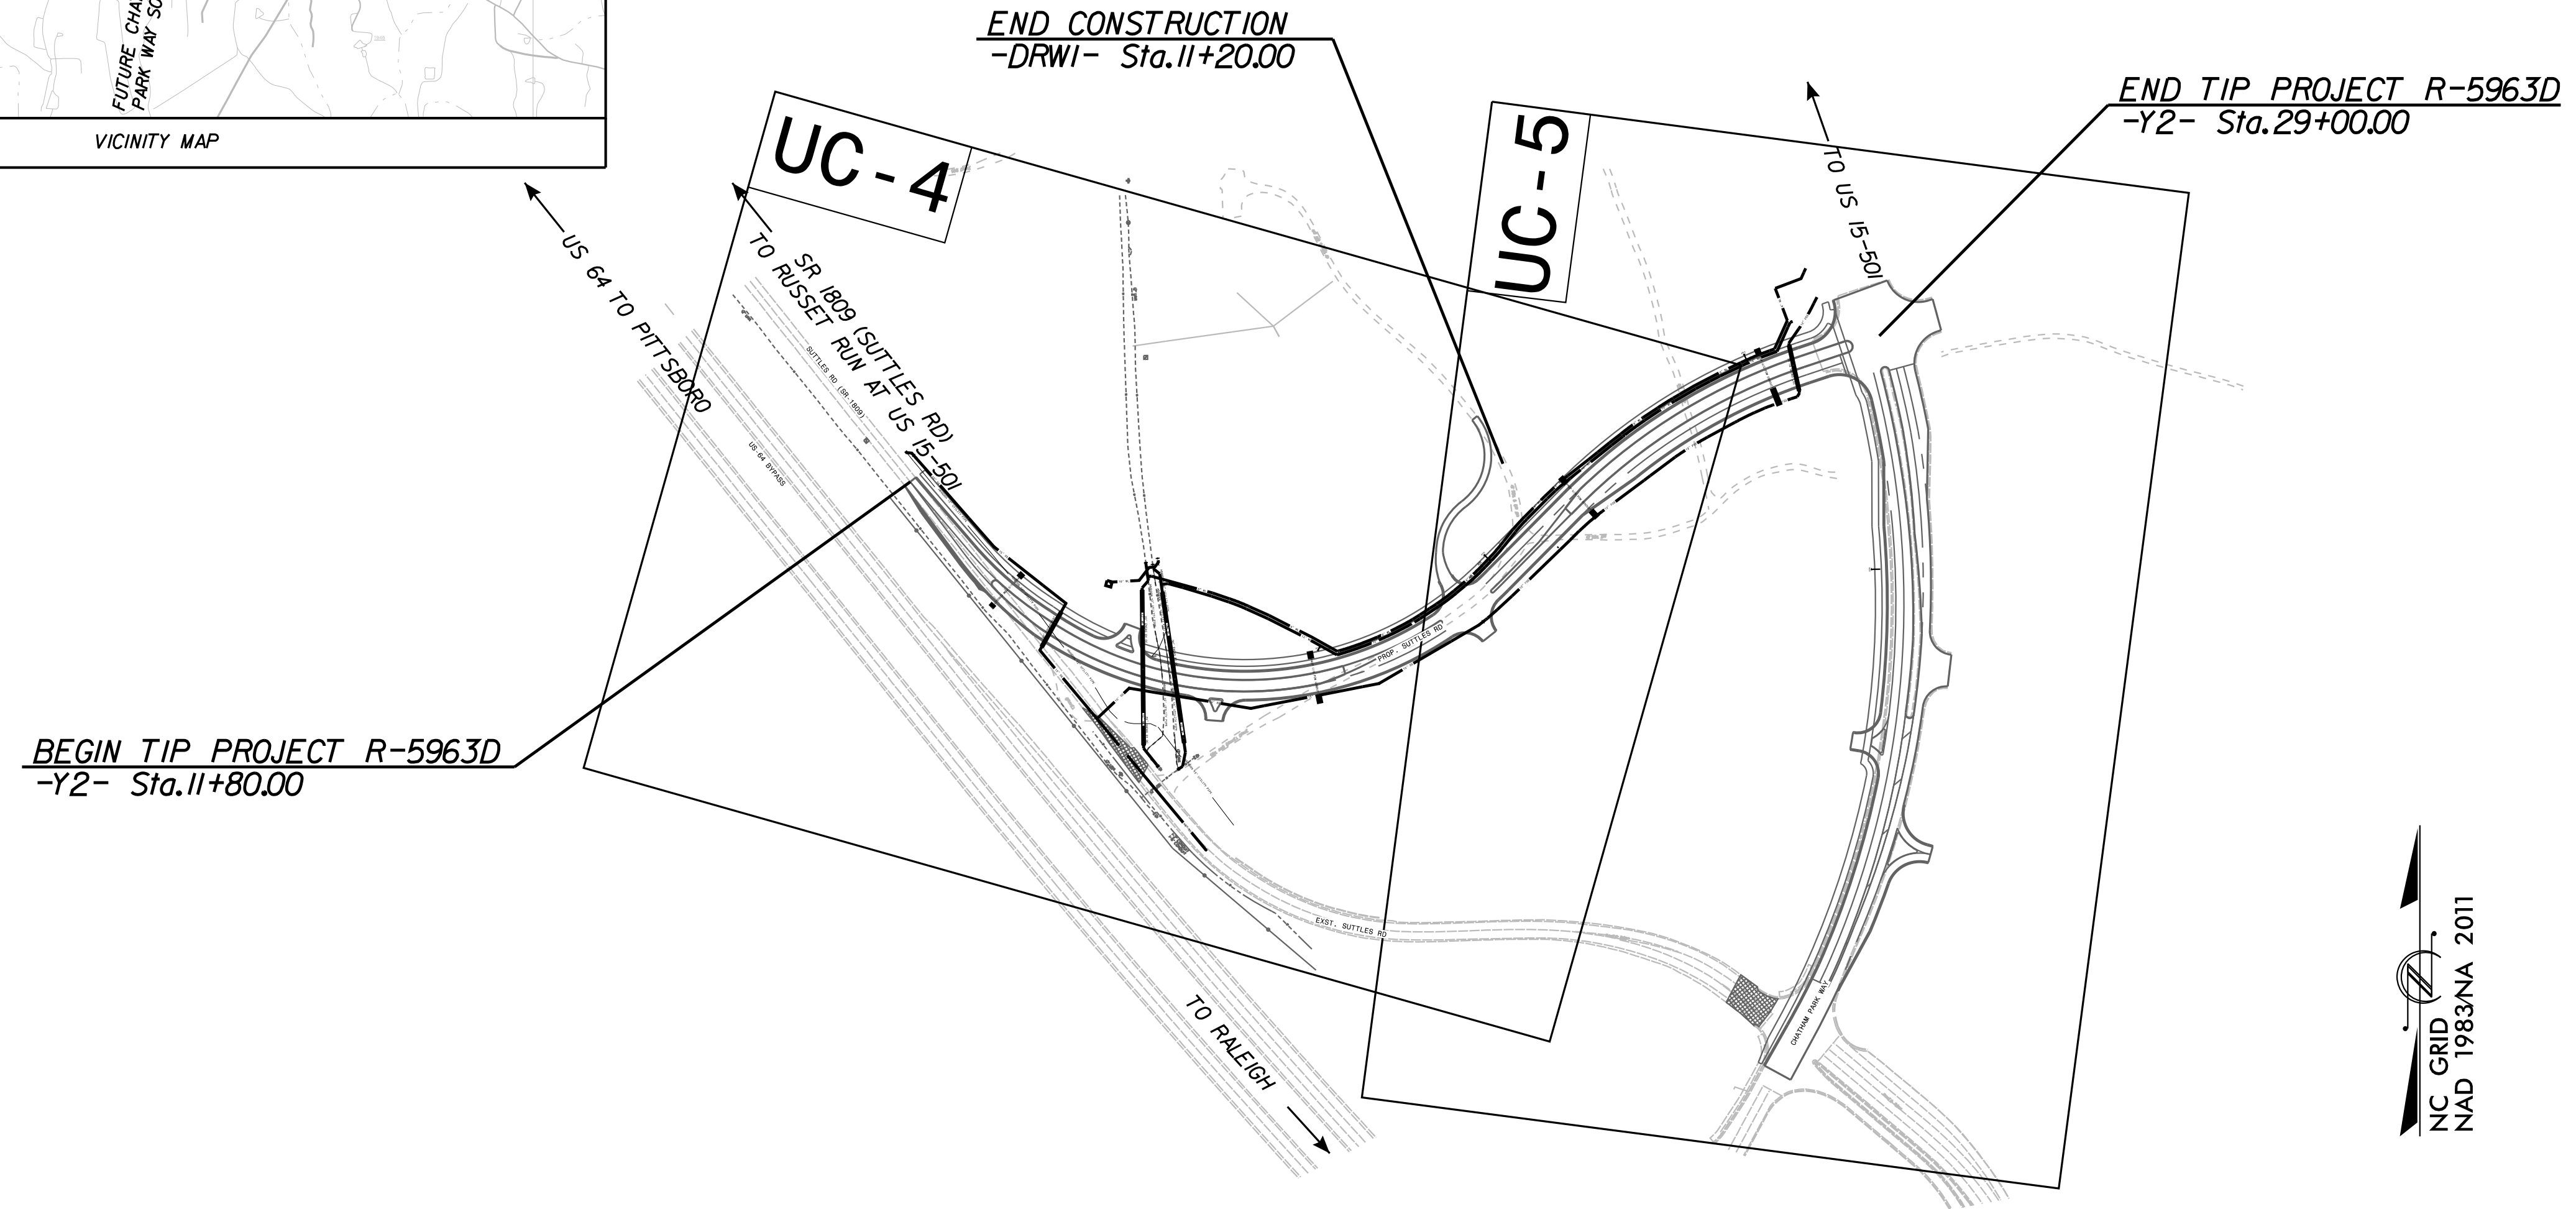 FUTURE CHA
PARK WAY SO
VICINITY MAP
END CONSTRUCTION
-DRW1- Sta.11+20.00
END TIP PROJECT R-5963D
-Y2- Sta.29+00.00
UC-4
UC-5
TO US 15-501
US 64 TO PITTSBORO
SR 1809 (SUTTLES RD)
TO RUSSET RUN AT US 15-501
SUTTLES RD (SR 1809)
US-64 BYPASS
PROP. SUTTLES RD
BEGIN TIP PROJECT R-5963D
-Y2- Sta.11+80.00
EXST. SUTTLES RD
CHATHAM PARK WAY
TO RALEIGH
NC GRID
NAD 1983/NA 2011